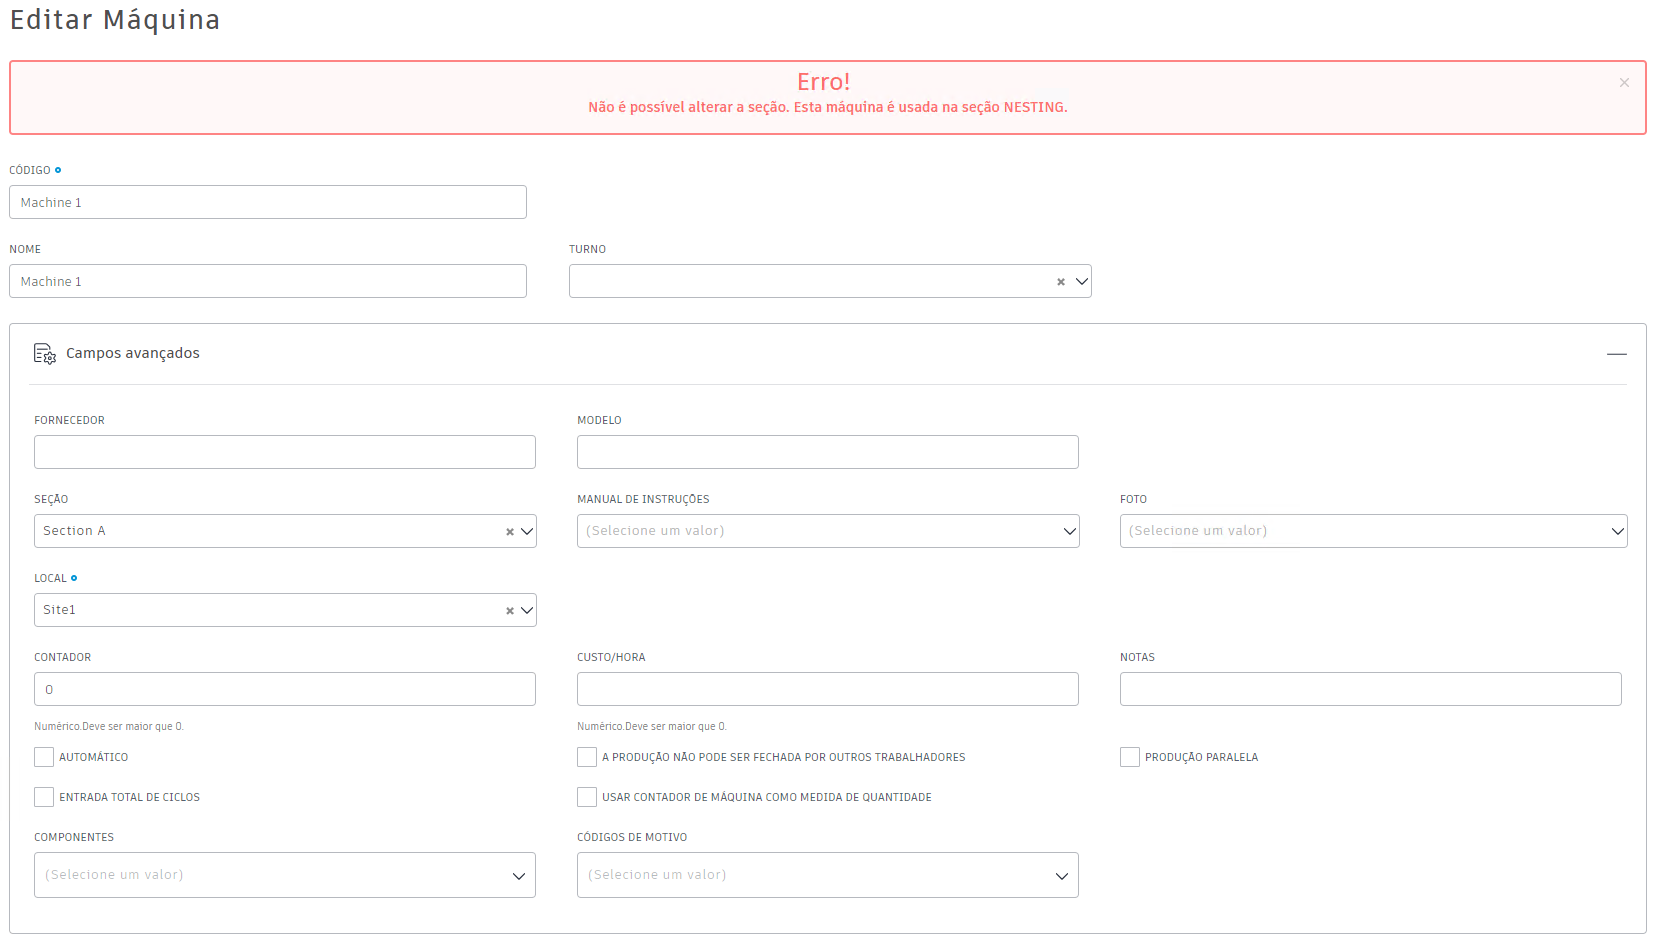 Editar Máquina
Erro!
×
Não é possível alterar a seção. Esta máquina é usada na seção NESTING.
CÓDIGO
Machine 1
NOME
TURNO
Machine 1
Campos avançados
FORNECEDOR
MODELO
SEÇÃO
MANUAL DE INSTRUÇÕES
FOTO
Section A
(Selecione um valor)
(Selecione um valor)
LOCAL
Site1
CONTADOR
CUSTO/HORA
NOTAS
0
Numérico.Deve ser maior que 0.
Numérico.Deve ser maior que 0.
AUTOMÁTICO
A PRODUÇÃO NÃO PODE SER FECHADA POR OUTROS TRABALHADORES
PRODUÇÃO PARALELA
ENTRADA TOTAL DE CICLOS
USAR CONTADOR DE MÁQUINA COMO MEDIDA DE QUANTIDADE
COMPONENTES
CÓDIGOS DE MOTIVO
(Selecione um valor)
(Selecione um valor)